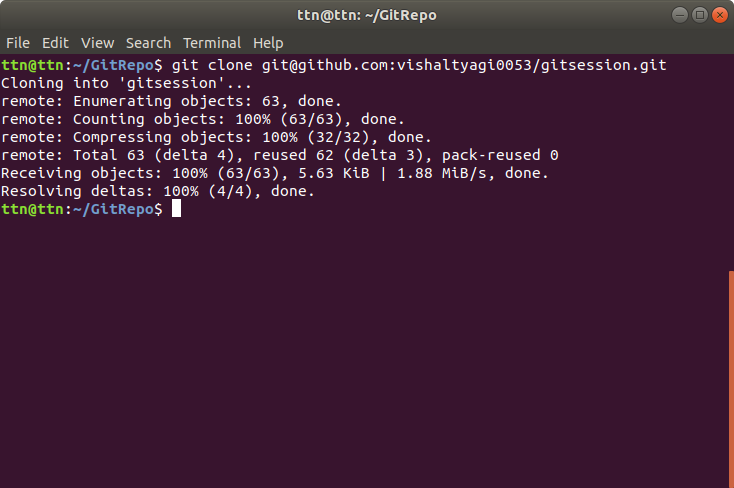 ttn@ttn: ~/GitRepo
File Edit View Search Terminal Help
ttn@ttn:~/GitRepo$ git clone git@github.com:vishaltyagi0053/gitsession.git
Cloning into 'gitsession'...
remote: Enumerating objects: 63, done.
remote: Counting objects: 100% (63/63), done.
remote: Compressing objects: 100% (32/32), done.
remote: Total 63 (delta 4), reused 62 (delta 3), pack-reused 0
Receiving objects: 100% (63/63), 5.63 KiB | 1.88 MiB/s, done.
Resolving deltas: 100% (4/4), done.
ttn@ttn:~/GitRepo$